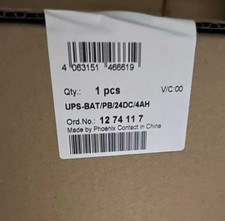 4 063151 466619
Qty.: 1 pcs V/C:00
UPS-BAT/PB/24DC/4AH
Ord.No.: 12 74 11 7
Made by Phoenix Contact in China